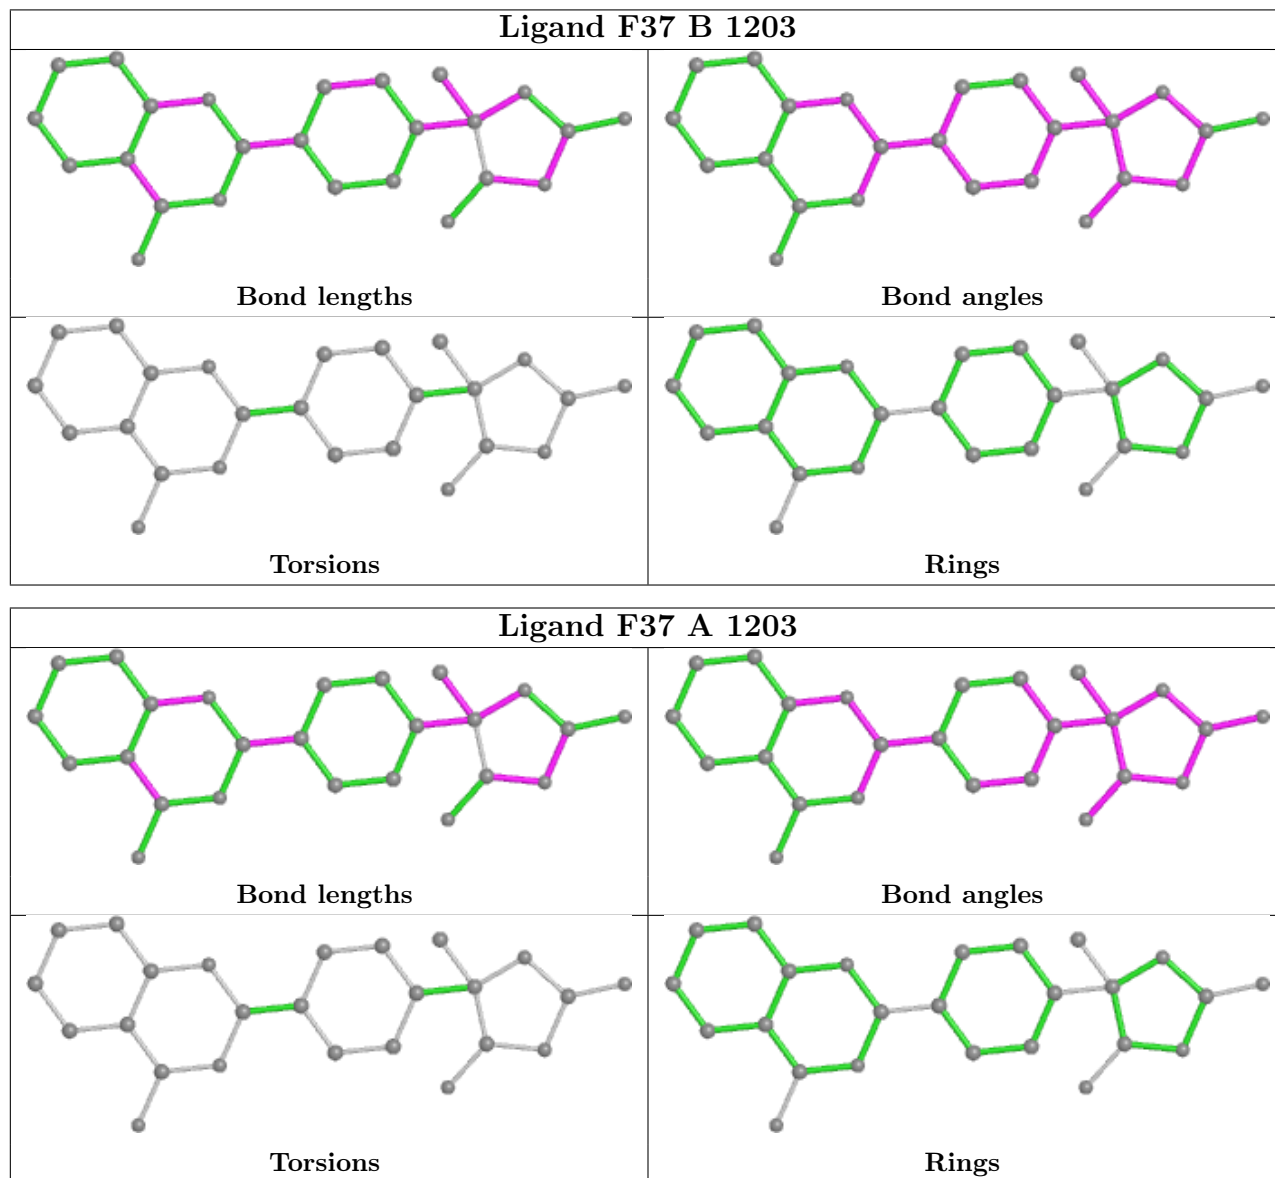 Ligand F37 B 1203
Bond lengths
Bond angles
Torsions
Rings
Ligand F37 A 1203
Bond lengths
Bond angles
Torsions
Rings